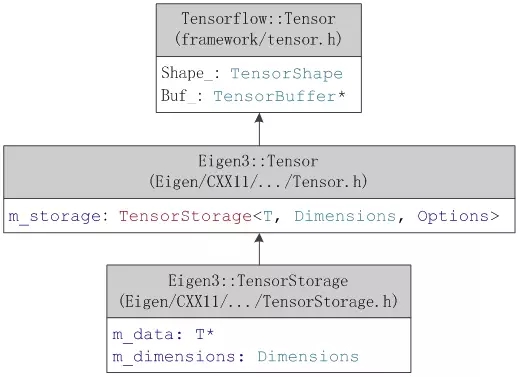 Tensorflow::Tensor
(framework/tensor.h)
Shape_: TensorShape
Buf_: TensorBuffer*
Eigen3::Tensor
(Eigen/CXX11/.../Tensor.h)
m_storage: TensorStorage<T, Dimensions, Options>
Eigen3::TensorStorage
(Eigen/CXX11/.../TensorStorage.h)
m_data: T*
m_dimensions: Dimensions